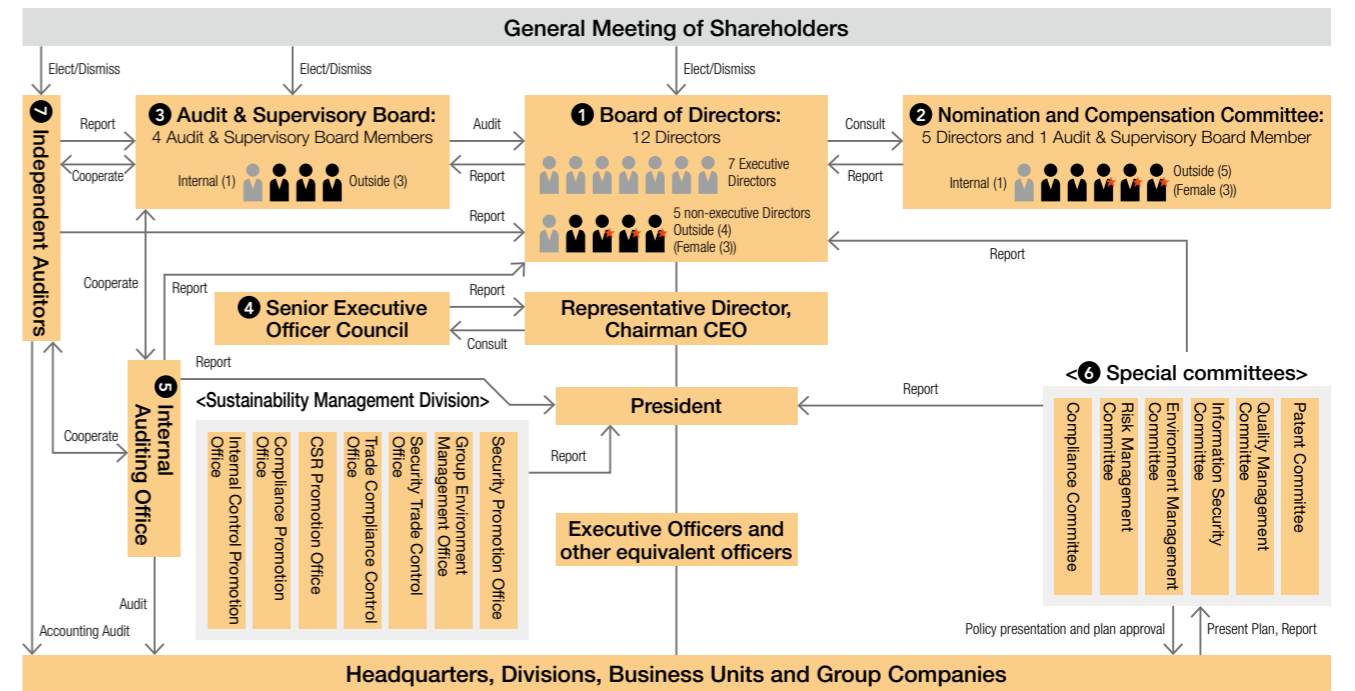 General Meeting of Shareholders
Elect/Dismiss
Elect/Dismiss
Elect/Dismiss
7 Independent Auditors
Report
Cooperate
3 Audit & Supervisory Board:
4 Audit & Supervisory Board Members
Internal (1)
Outside (3)
Audit
Report
1 Board of Directors:
12 Directors
7 Executive
Directors
5 non-executive Directors
Outside (4)
(Female (3))
Consult
Report
2 Nomination and Compensation Committee:
5 Directors and 1 Audit & Supervisory Board Member
Internal (1)
Outside (5)
(Female (3))
Report
Report
Cooperate
Report
4 Senior Executive
Officer Council
Report
Consult
Representative Director,
Chairman CEO
Report
5 Internal
Auditing Office
Cooperate
<Sustainability Management Division>
Internal Control Promotion
Office
Compliance Promotion
Office
CSR Promotion Office
Trade Compliance Control
Office
Security Trade Control
Office
Group Environment
Management Office
Security Promotion Office
Report
President
Report
<6 Special committees>
Compliance Committee
Risk Management
Committee
Environment Management
Committee
Information Security
Committee
Quality Management
Committee
Patent Committee
Executive Officers and
other equivalent officers
Audit
Accounting Audit
Policy presentation and plan approval
Present Plan, Report
Headquarters, Divisions, Business Units and Group Companies